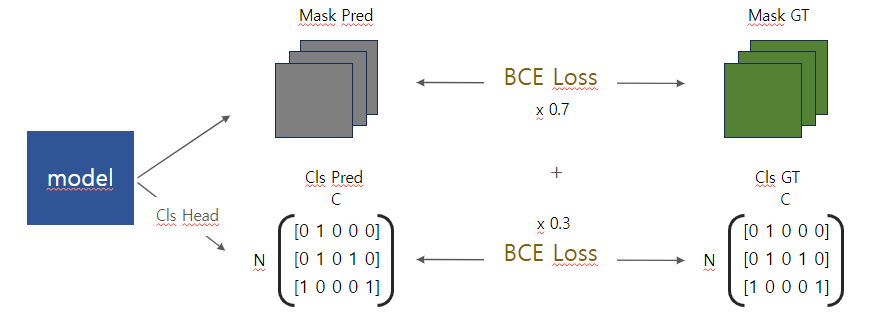 Mask Pred
Mask GT
BCE Loss
x 0.7
model
Cls Head
Cls Pred
C
+
Cls GT
C
x 0.3
BCE Loss
N
[0 1 0 0 0]
[0 1 0 1 0]
[1 0 0 0 1]
N
[0 1 0 0 0]
[0 1 0 1 0]
[1 0 0 0 1]